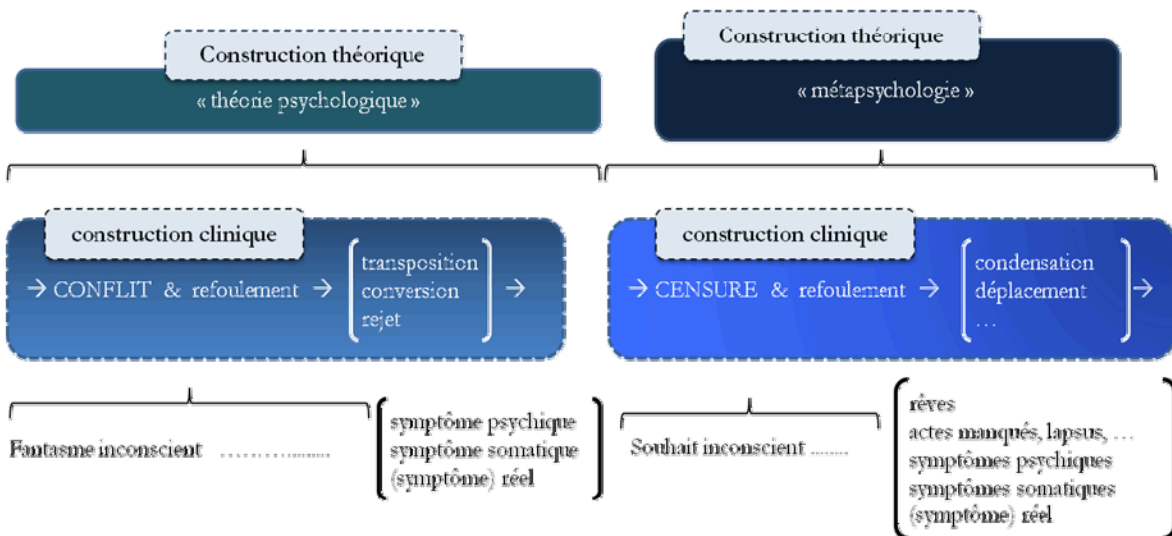 Construction théorique
« théorie psychologique »
construction clinique
→ CONFLIT & refoulement →
transposition
conversion
rejet
→
Fantasme inconscient ................
symptôme psychique
symptôme somatique
(symptôme) réel
Construction théorique
« métapsychologie »
construction clinique
→ CENSURE & refoulement →
condensation
déplacement
…
→
Souhait inconscient ........
rêves
actes manqués, lapsus, …
symptômes psychiques
symptômes somatiques
(symptôme) réel